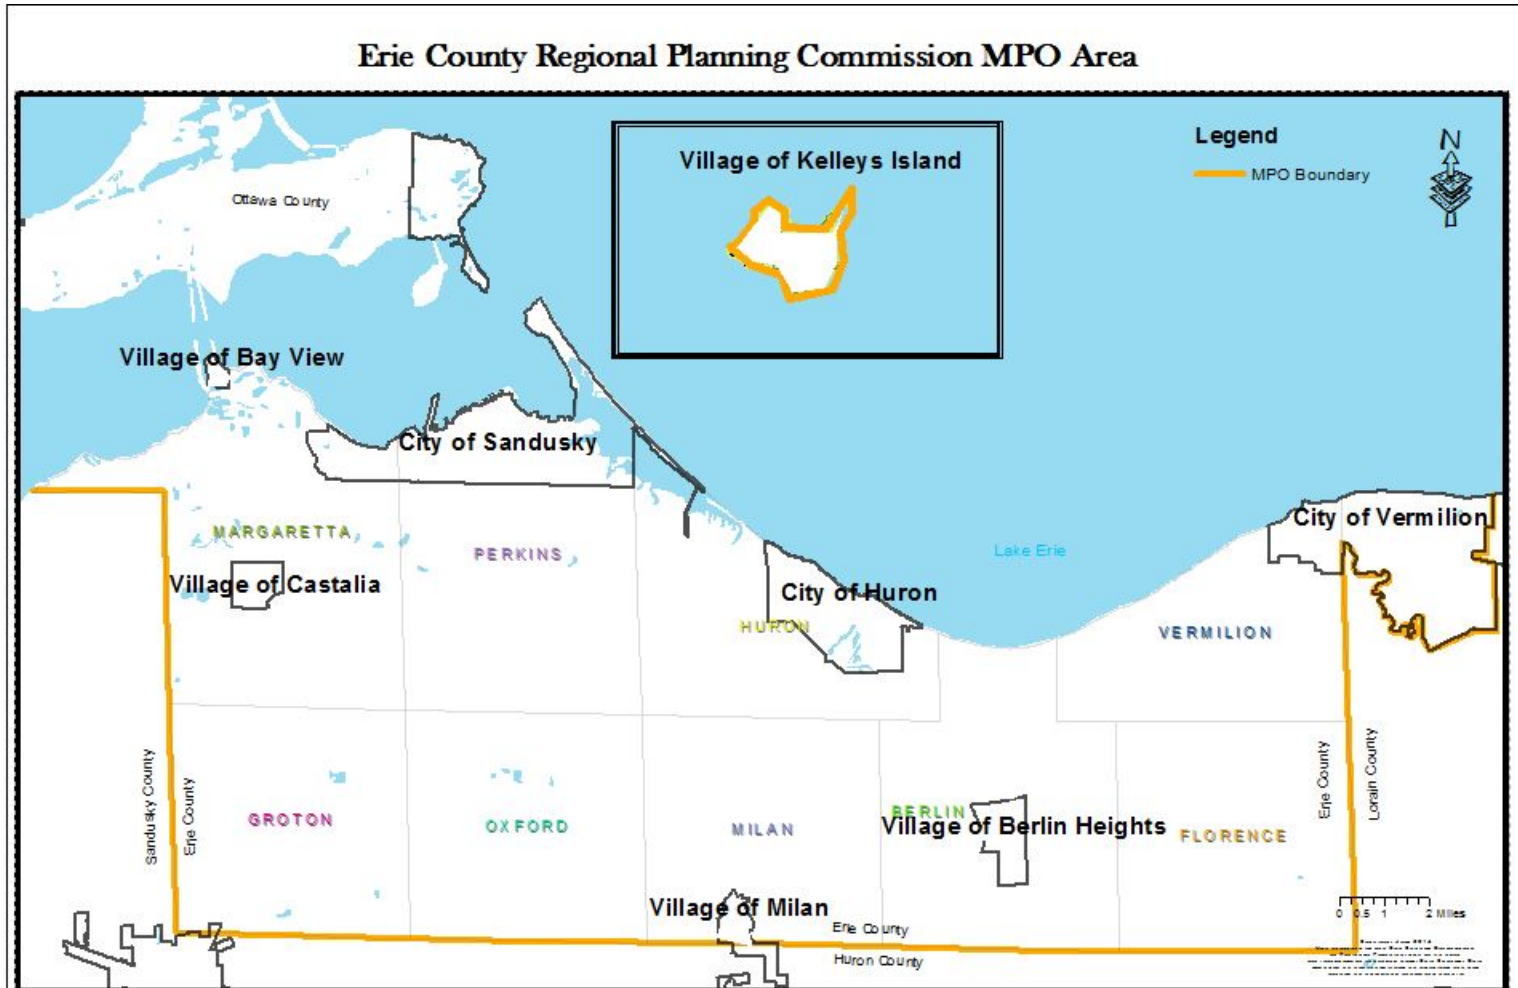 Erie County Regional Planning Commission MPO Area
Legend
MPO Boundary
N
Village of Kelleys Island
Ottawa County
Village of Bay View
City of Sandusky
City of Vermilion
MARGARETTA
PERKINS
Lake Erie
Village of Castalia
City of Huron
HURON
VERMILION
Sandusky County
Erie County
Erie County
Lorain County
GROTON
OXFORD
MILAN
BERLIN
Village of Berlin Heights
FLORENCE
Village of Milan
Erie County
Huron County
0 0.5 1 2 Miles